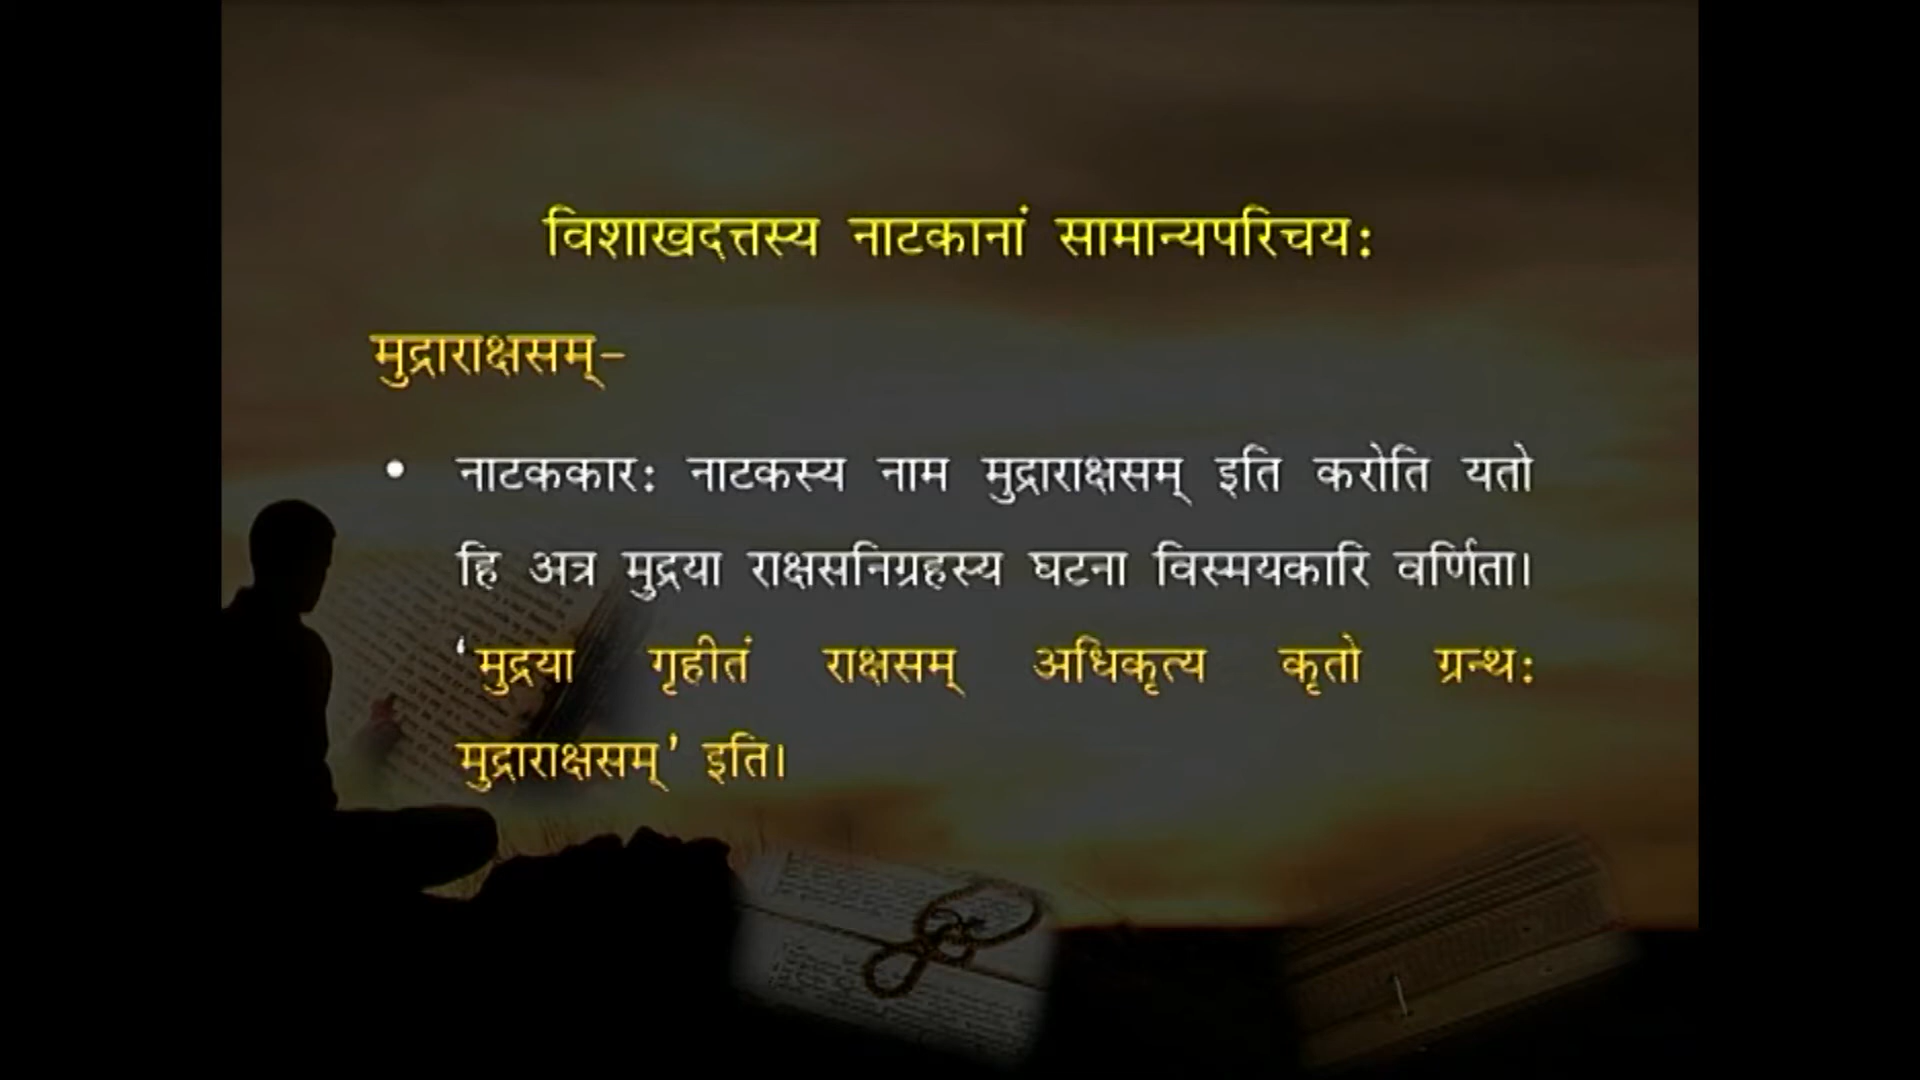 विशाखदत्तस्य नाटकानां सामान्यपरिचय:
मुद्राराक्षसम्-
• नाटककार: नाटकस्य नाम मुद्राराक्षसम् इति करोति यतो
हि अत्र मुद्रया राक्षसनिग्रहस्य घटना विस्मयकारि वर्णिता।
‘मुद्रया गृहीतं राक्षसम् अधिकृत्य कृतो ग्रन्थ:
मुद्राराक्षसम्’ इति।